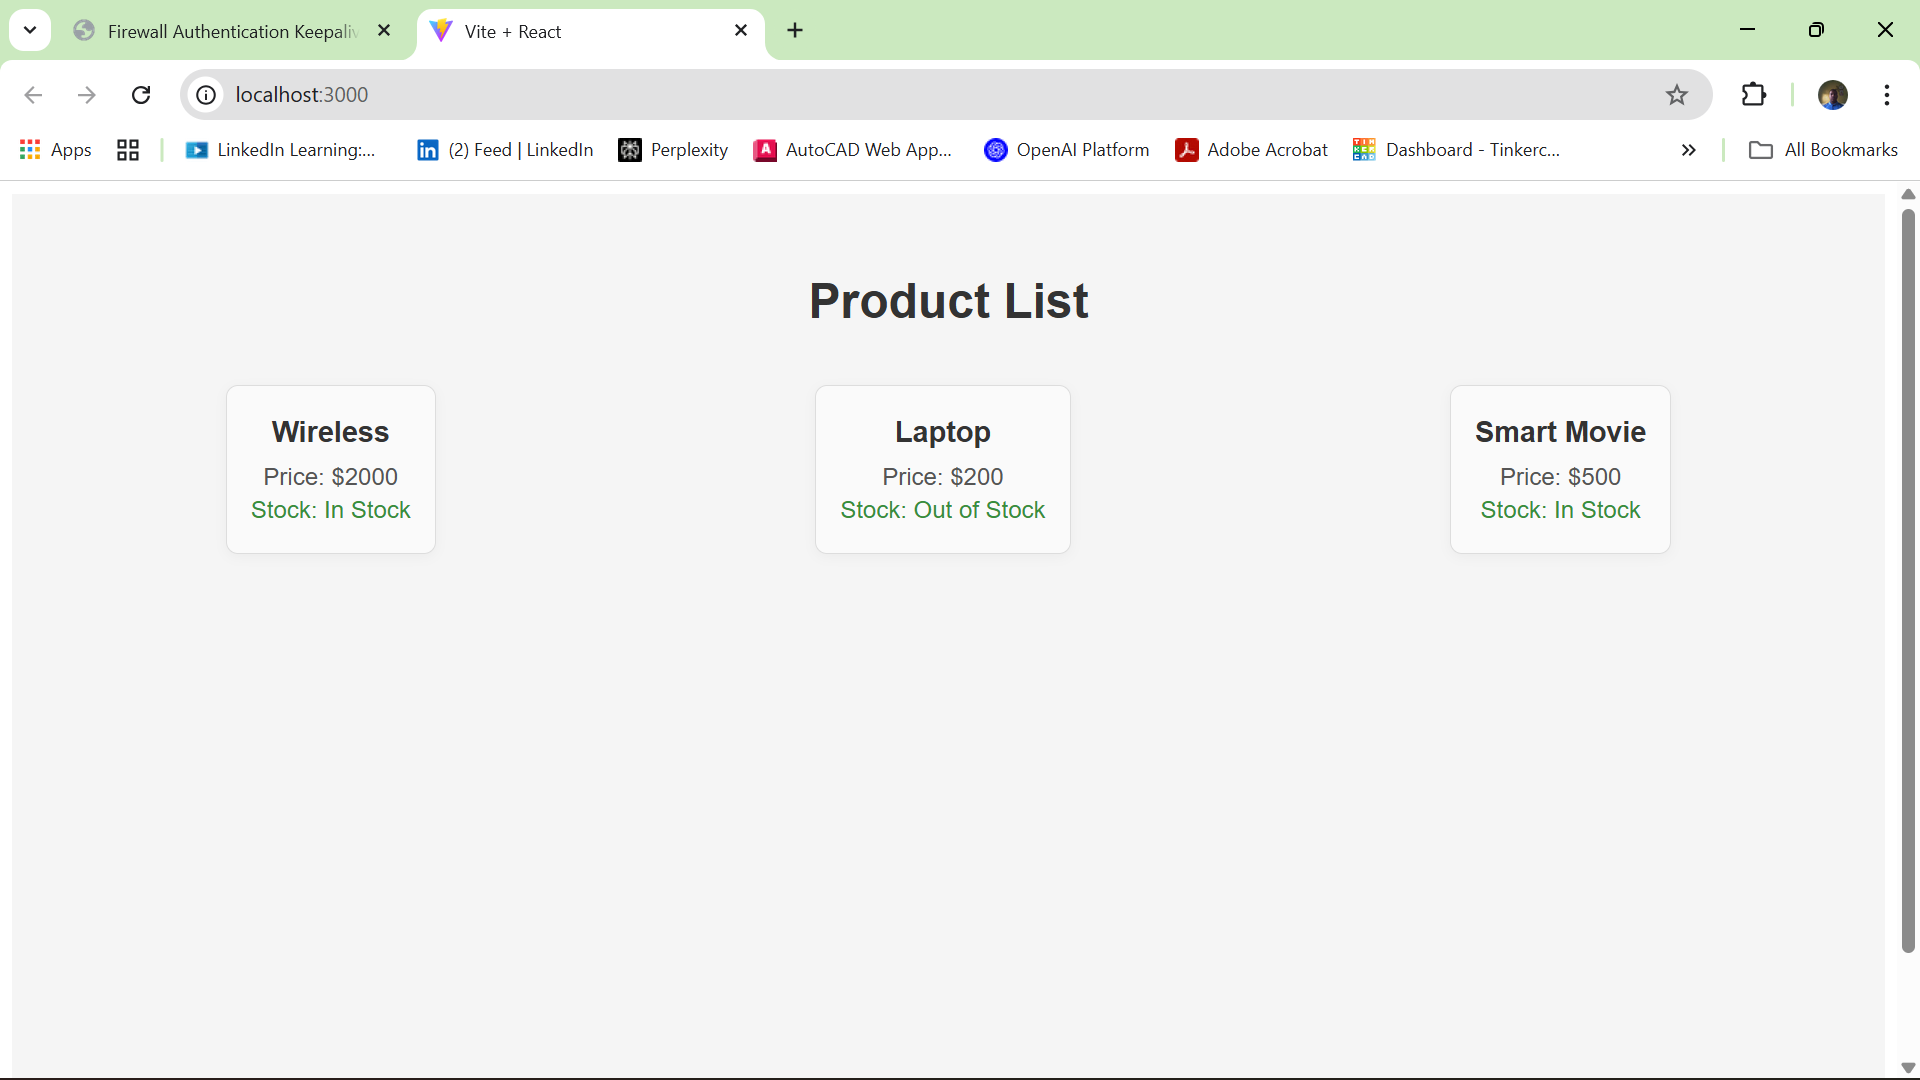 Firewall Authentication Keepaliv
Vite + React
localhost:3000
Apps
LinkedIn Learning:...
(2) Feed | LinkedIn
Perplexity
AutoCAD Web App...
OpenAI Platform
Adobe Acrobat
Dashboard - Tinkerc...
All Bookmarks
Product List
Wireless
Price: $2000
Stock: In Stock
Laptop
Price: $200
Stock: Out of Stock
Smart Movie
Price: $500
Stock: In Stock